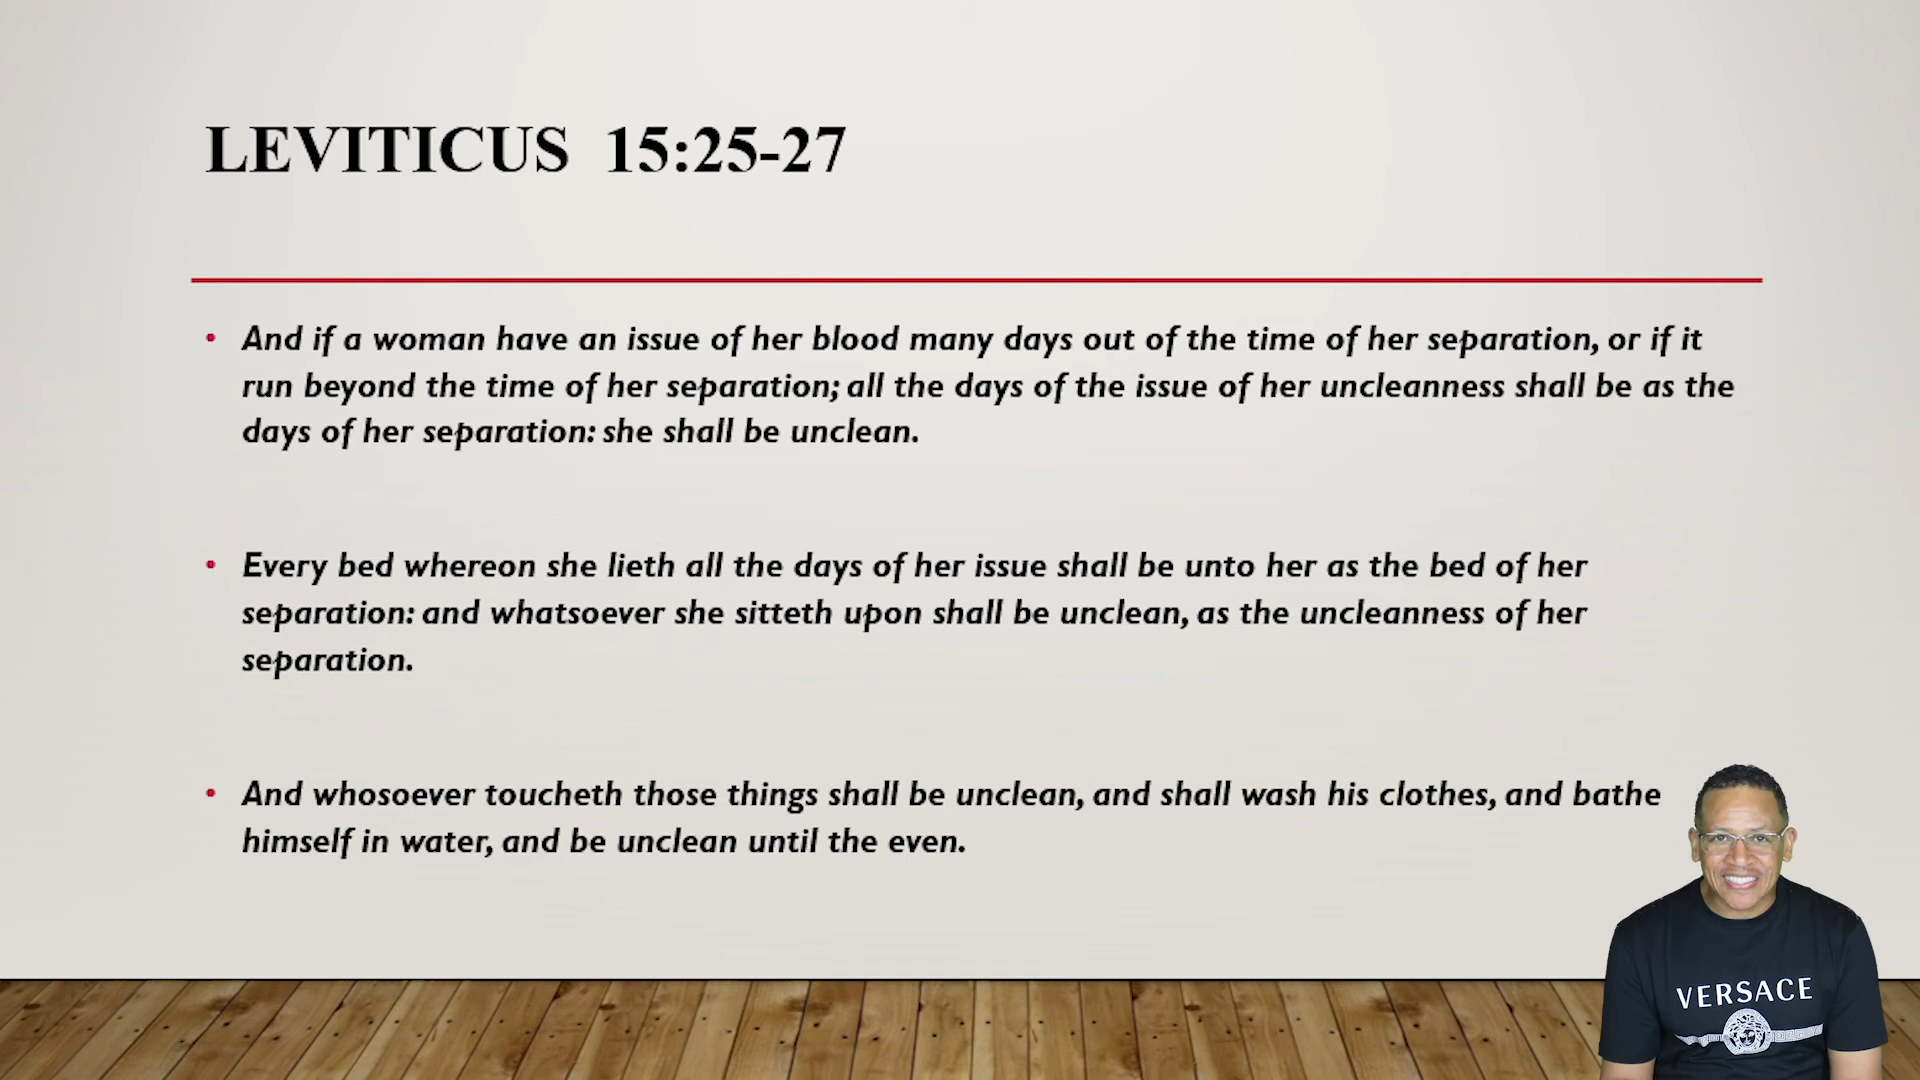 LEVITICUS 15:25-27
• And if a woman have an issue of her blood many days out of the time of her separation, or if it
run beyond the time of her separation; all the days of the issue of her uncleanness shall be as the
days of her separation: she shall be unclean.
• Every bed whereon she lieth all the days of her issue shall be unto her as the bed of her
separation: and whatsoever she sitteth upon shall be unclean, as the uncleanness of her
separation.
• And whosoever toucheth those things shall be unclean, and shall wash his clothes, and bathe
himself in water, and be unclean until the even.
VERSACE